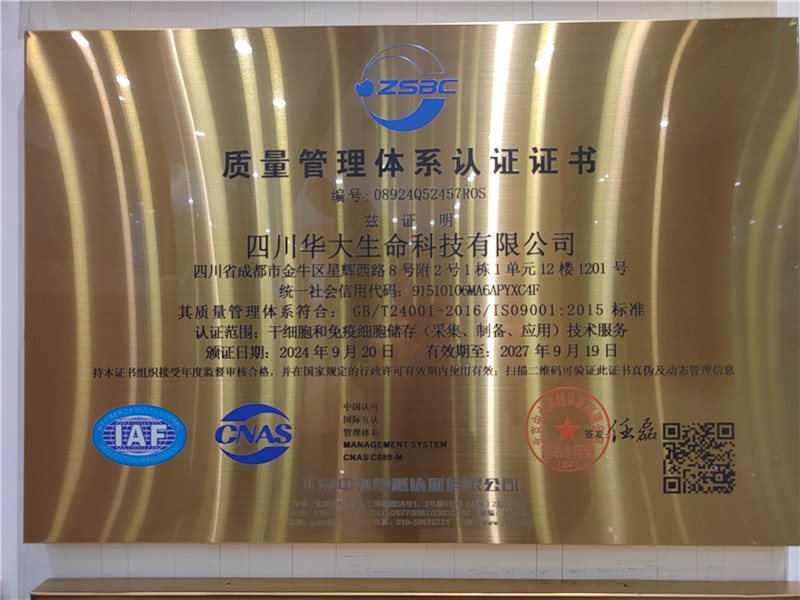 ZSBC
质量管理体系认证证书
编号: 08924Q52457R0S
兹证明
四川华大生命科技有限公司
四川省成都市金牛区星辉西路8号附2号1栋1单元12楼1201号
统一社会信用代码: 91510106MA6APYXC4F
其质量管理体系符合: GB/T24001-2016/ISO9001:2015 标准
认证范围: 干细胞和免疫细胞储存（采集、制备、应用）技术服务
颁证日期: 2024年9月20日 有效期至: 2027年9月19日
持本证书组织接受年度监督审核合格，并在国家规定的行政许可有效期内使用有效；扫描二维码可验证此证书真伪及动态管理信息
IAF
CNAS
中国认可
国际互认
管理体系
MANAGEMENT SYSTEM
CNAS C089-M
签发: 任磊
010-58672721